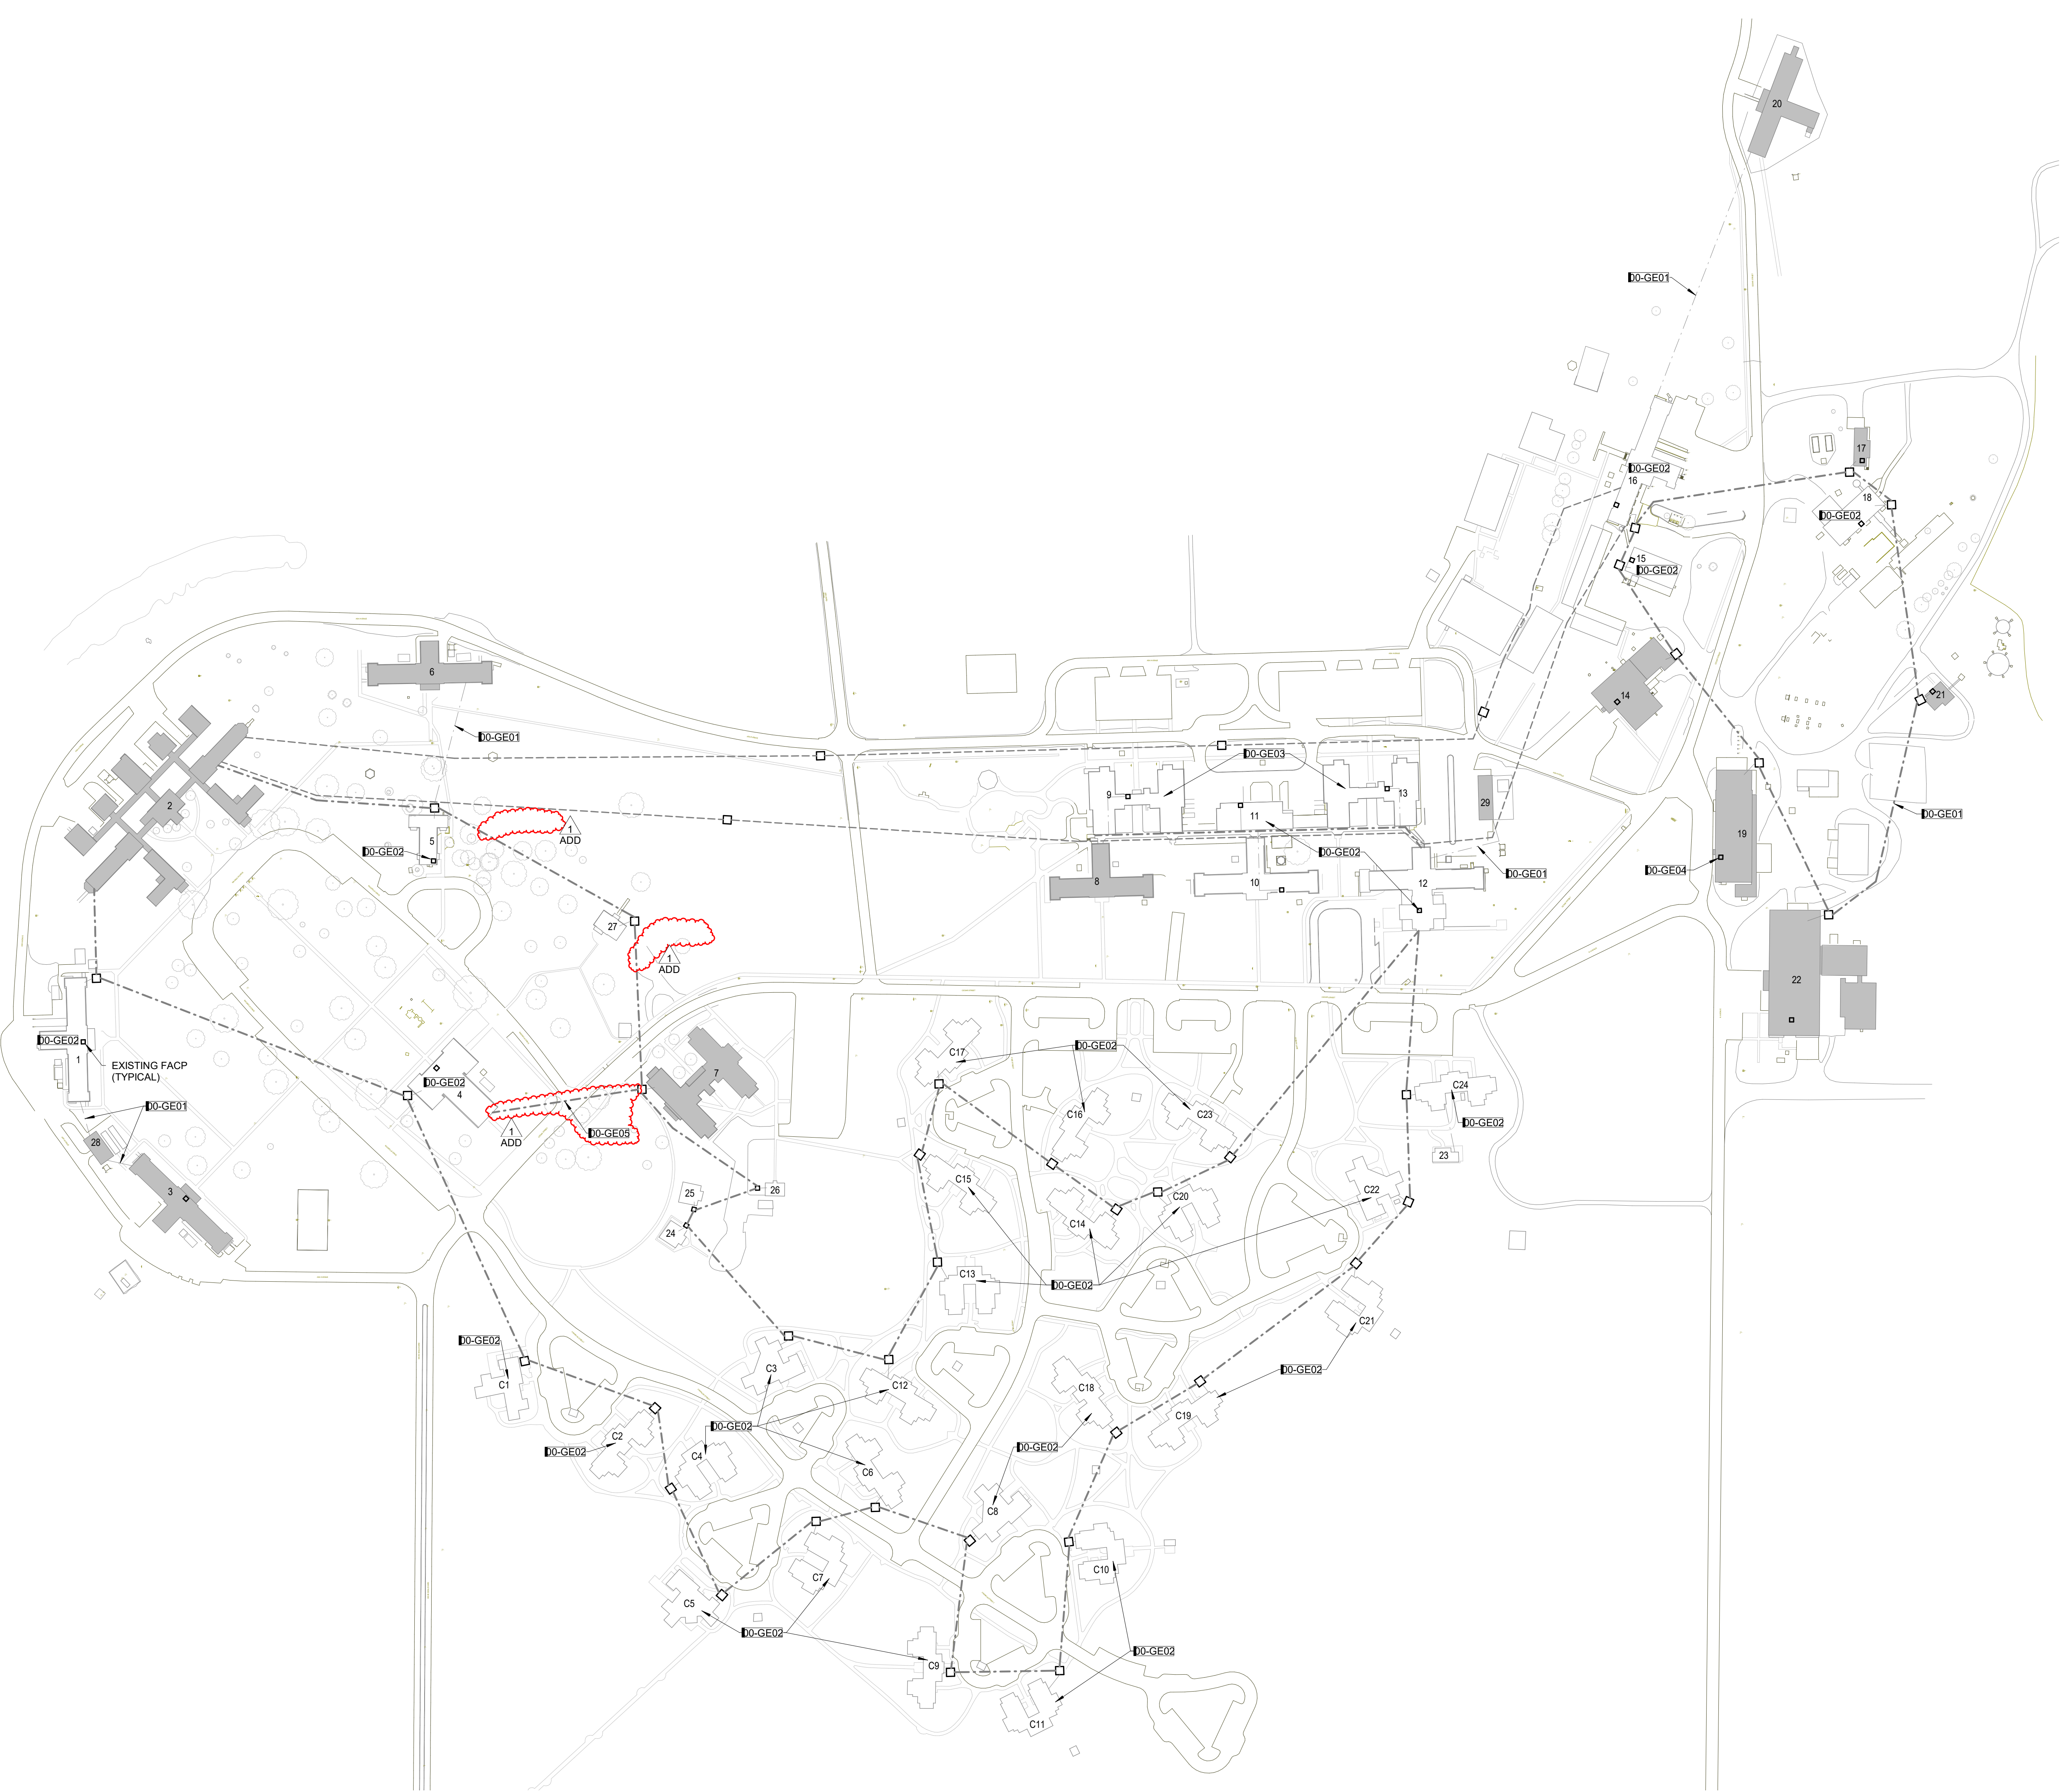 20
D0-GE01
17
D0-GE02
16
18
D0-GE02
15
D0-GE02
6
14
21
D0-GE01
D0-GE03
2
9
13
29
11
D0-GE01
1
ADD
5
D0-GE02
19
D0-GE02
D0-GE04
D0-GE01
8
10
12
27
1
ADD
22
D0-GE02
1
EXISTING FACP
(TYPICAL)
C17
D0-GE02
7
D0-GE02
4
C24
D0-GE01
C16
C23
D0-GE02
1
ADD
D0-GE05
28
23
C15
3
25
26
C22
C20
C14
24
C13
D0-GE02
C21
D0-GE02
C3
D0-GE02
C1
C12
C18
C19
D0-GE02
C2
D0-GE02
D0-GE02
C4
C6
C8
C10
C7
C5
D0-GE02
D0-GE02
C9
C11